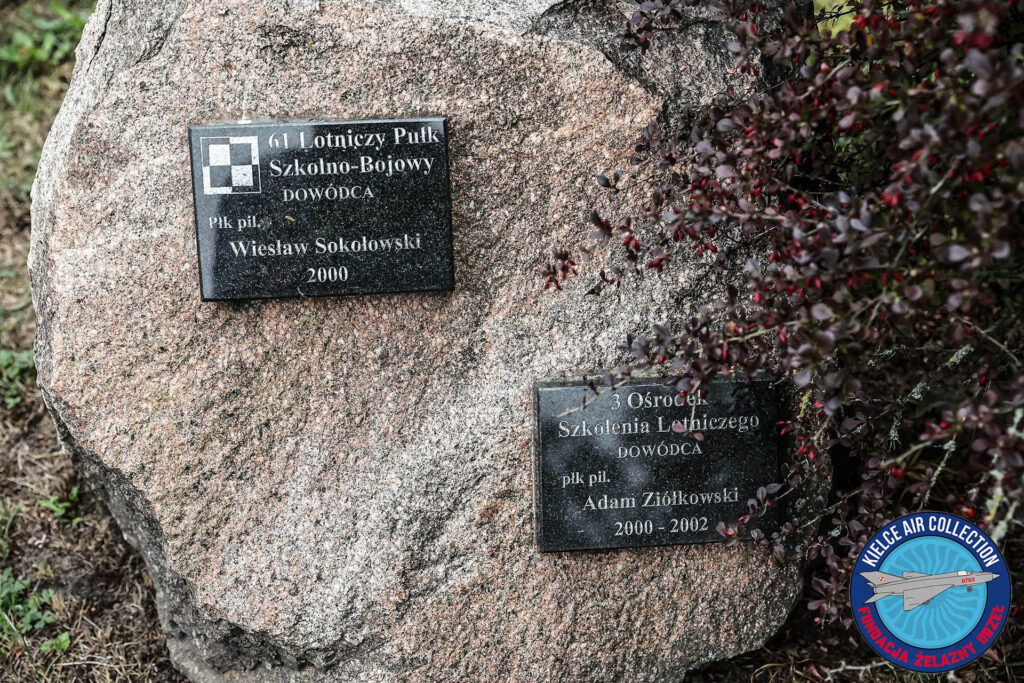 61 Lotniczy Pułk
Szkolno-Bojowy
DOWÓDCA
Płk pil.
Wiesław Sokołowski
2000
3 Ośrodek
Szkolenia Lotniczego
DOWÓDCA
płk pil.
Adam Ziółkowski
2000 - 2002
KIELCE AIR COLLECTION
0703
FUNDACJA ŻELAZNY ORZEŁ